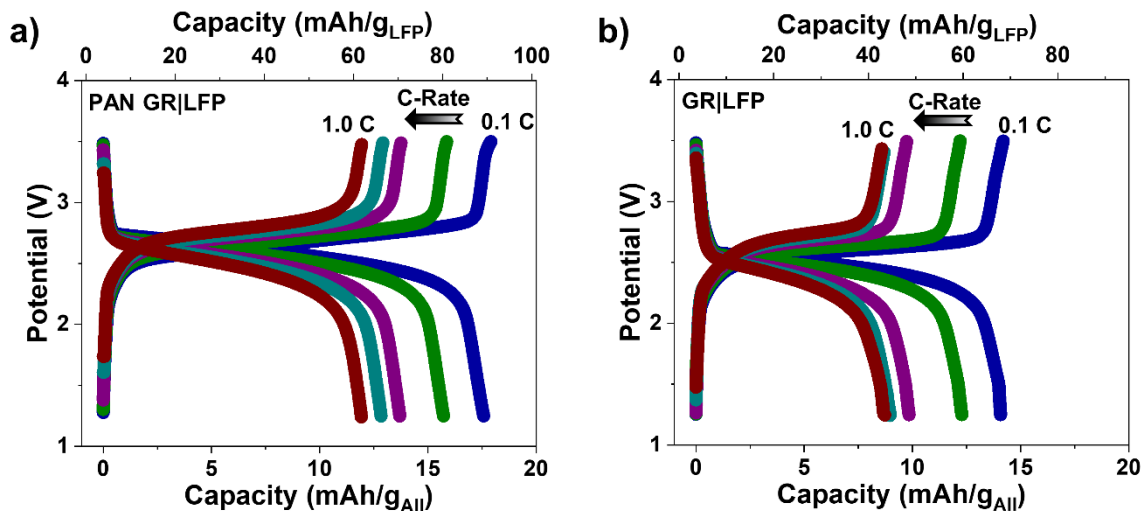 a)
Capacity (mAh/gLFP)
0 20 40 60 80 100
4
3
2
1
Potential (V)
PAN GR|LFP
C-Rate
1.0 C
0.1 C
0 5 10 15 20
Capacity (mAh/gAll)
b)
Capacity (mAh/gLFP)
0 20 40 60 80
4
3
2
1
Potential (V)
GR|LFP
C-Rate
1.0 C
0.1 C
0 5 10 15 20
Capacity (mAh/gAll)